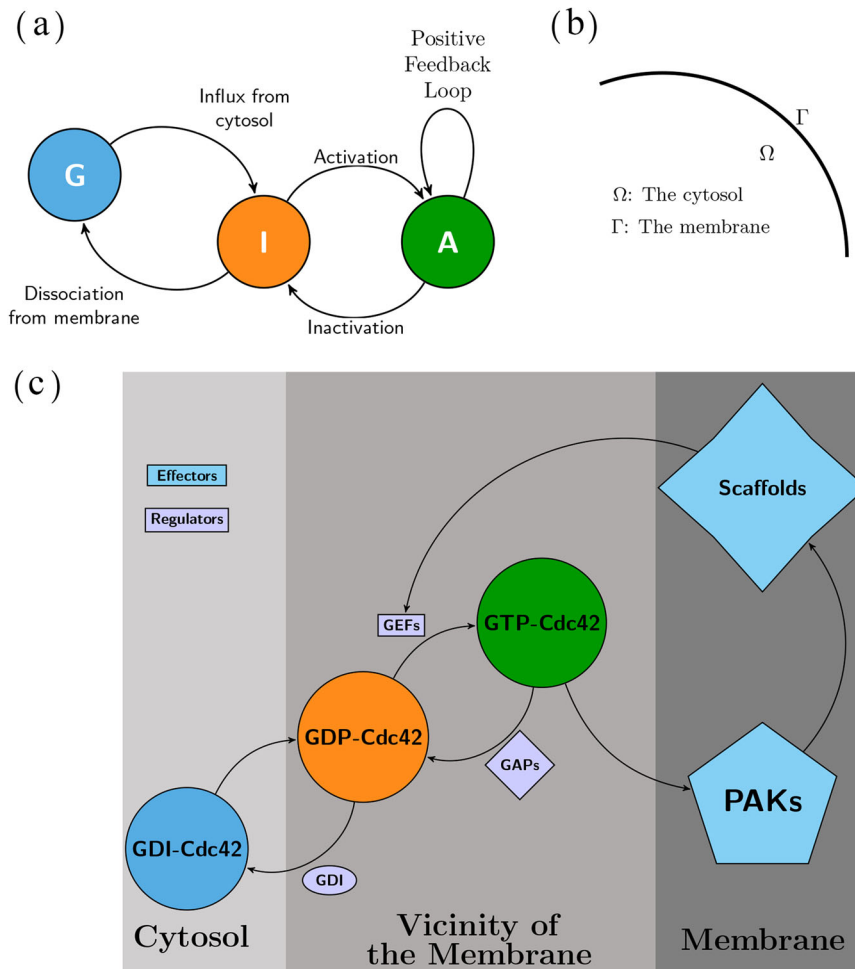 (a)
Positive
Feedback
Loop
Influx from
cytosol
Activation
G
I
A
Dissociation
from membrane
Inactivation
(b)
Γ
Ω
Ω: The cytosol
Γ: The membrane
(c)
Effectors
Regulators
Scaffolds
GEFs
GTP-Cdc42
GDP-Cdc42
GAPs
PAKs
GDI-Cdc42
GDI
Cytosol
Vicinity of
the Membrane
Membrane